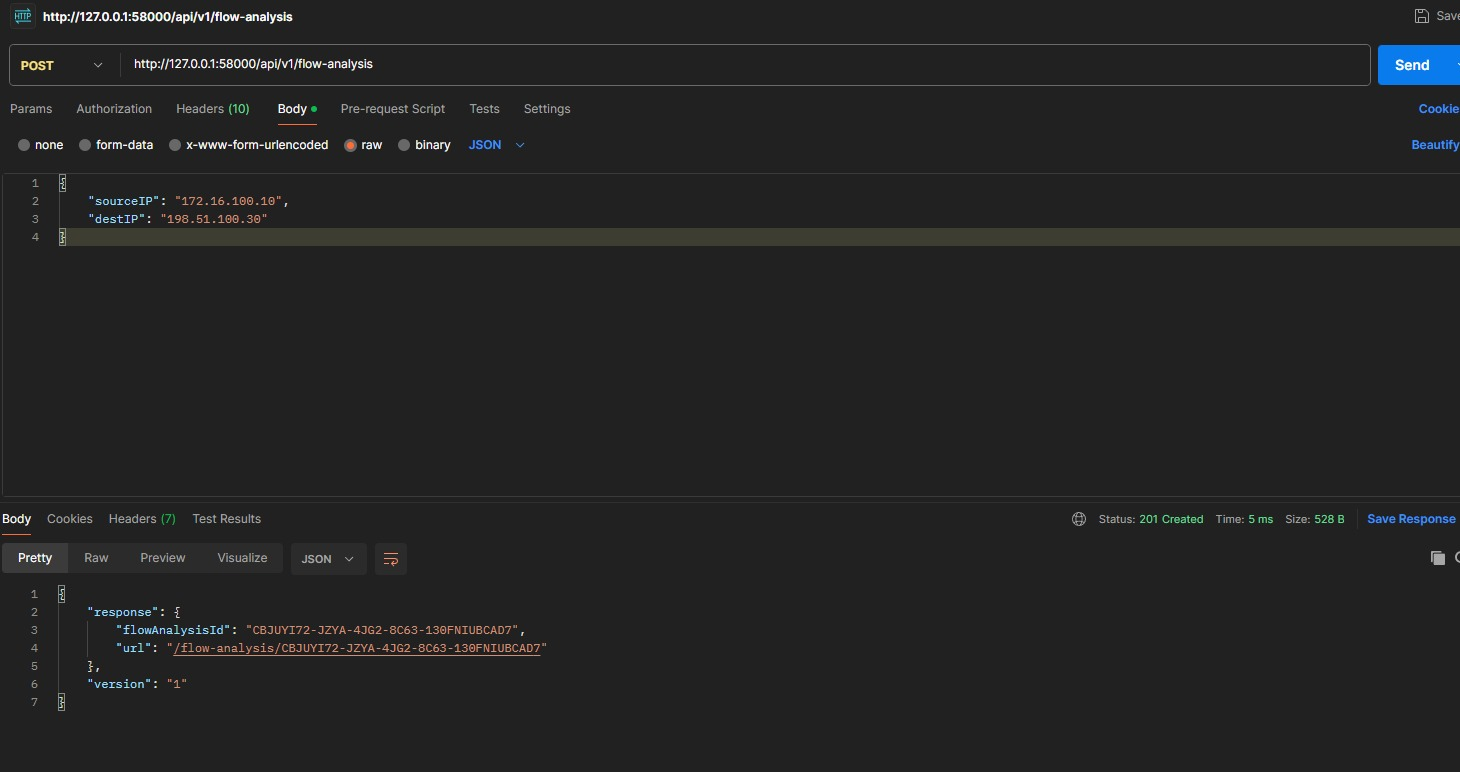 HTTP http://127.0.0.1:58000/api/v1/flow-analysis Save
POST http://127.0.0.1:58000/api/v1/flow-analysis Send
Params Authorization Headers (10) Body Pre-request Script Tests Settings Cookie
none form-data x-www-form-urlencoded raw binary JSON Beautify
1 {
2 "sourceIP": "172.16.100.10",
3 "destIP": "198.51.100.30"
4 }
Body Cookies Headers (7) Test Results Status: 201 Created Time: 5 ms Size: 528 B Save Response
Pretty Raw Preview Visualize JSON
1 {
2 "response": {
3 "flowAnalysisId": "CBJUYI72-JZYA-4JG2-8C63-130FNIUBCAD7",
4 "url": "/flow-analysis/CBJUYI72-JZYA-4JG2-8C63-130FNIUBCAD7"
5 },
6 "version": "1"
7 }